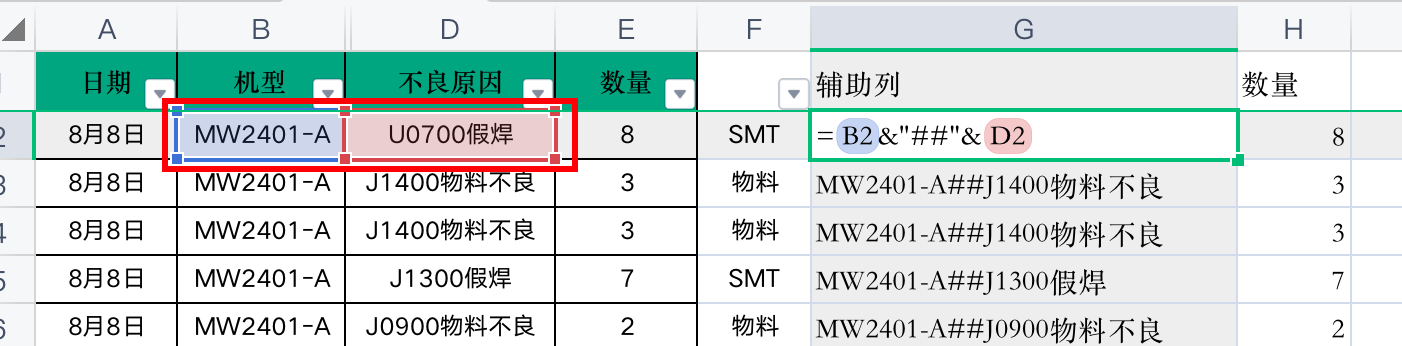 A B D E F G H
日期 机型 不良原因 数量 辅助列 数量
2 8月8日 MW2401-A U0700假焊 8 SMT =B2&"##"&D2 8
3 8月8日 MW2401-A J1400物料不良 3 物料 MW2401-A##J1400物料不良 3
4 8月8日 MW2401-A J1400物料不良 3 物料 MW2401-A##J1400物料不良 3
5 8月8日 MW2401-A J1300假焊 7 SMT MW2401-A##J1300假焊 7
6 8月8日 MW2401-A J0900物料不良 2 物料 MW2401-A##J0900物料不良 2